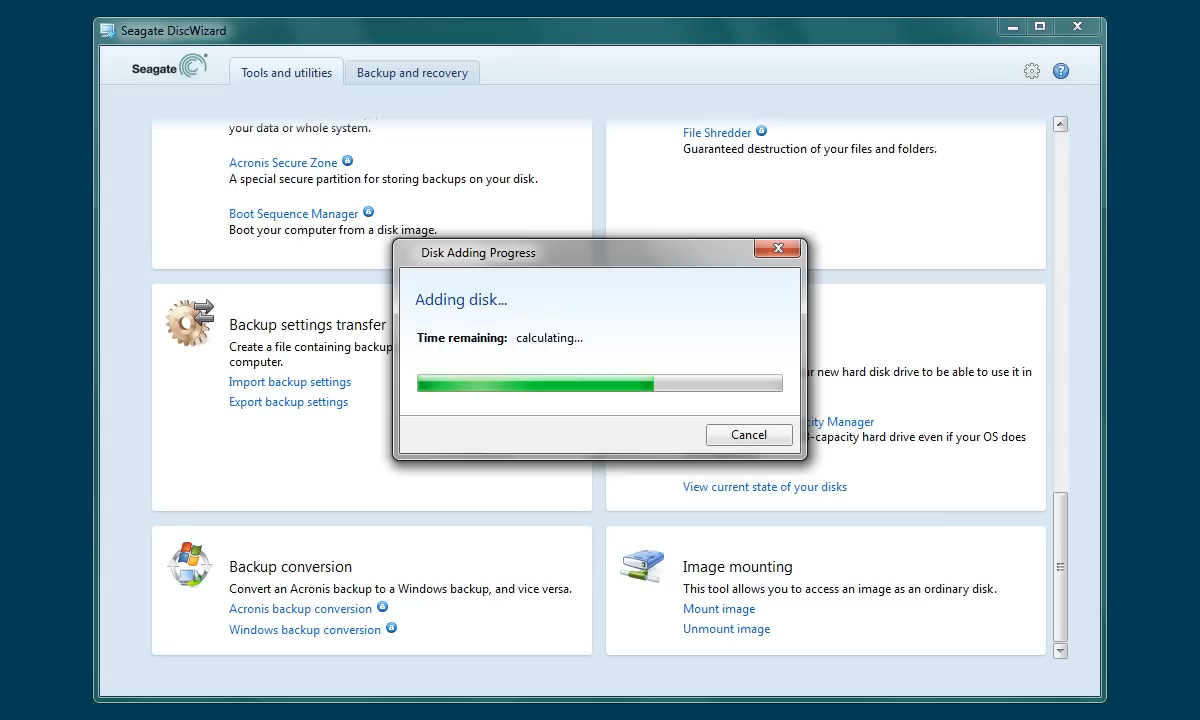 Seagate DiscWizard
Seagate
Tools and utilities
Backup and recovery
your data or whole system.
Acronis Secure Zone
A special secure partition for storing backups on your disk.
Boot Sequence Manager
Boot your computer from a disk image.
File Shredder
Guaranteed destruction of your files and folders.
Disk Adding Progress
Adding disk...
Time remaining: calculating...
Cancel
Backup settings transfer
Create a file containing backup
computer.
Import backup settings
Export backup settings
new hard disk drive to be able to use it in
Manager
-capacity hard drive even if your OS does
View current state of your disks
Backup conversion
Convert an Acronis backup to a Windows backup, and vice versa.
Acronis backup conversion
Windows backup conversion
Image mounting
This tool allows you to access an image as an ordinary disk.
Mount image
Unmount image